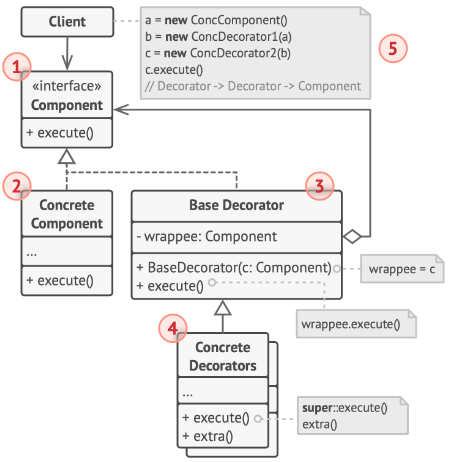 Client
a = new ConcComponent()
b = new ConcDecorator1(a)
c = new ConcDecorator2(b)
c.execute()
// Decorator -> Decorator -> Component
5
1
«interface»
Component
+ execute()
2
Concrete
Component
...
+ execute()
3
Base Decorator
- wrappee: Component
+ BaseDecorator(c: Component)
+ execute()
wrappee = c
wrappee.execute()
4
Concrete
Decorators
...
+ execute()
+ extra()
super::execute()
extra()